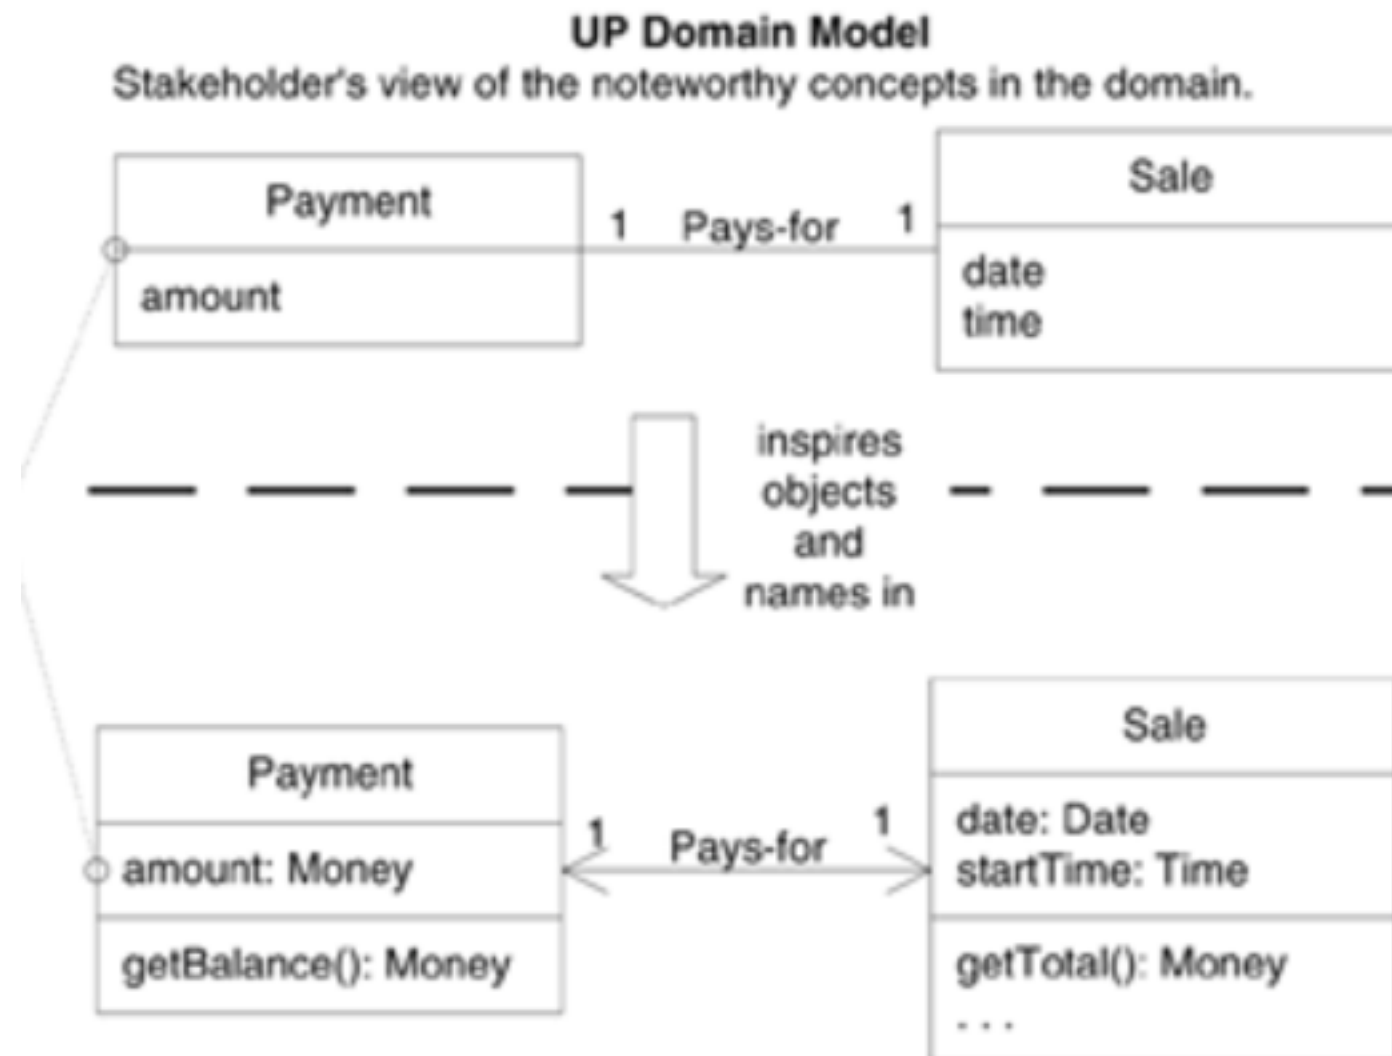 UP Domain Model
Stakeholder's view of the noteworthy concepts in the domain.
Payment
amount
1 Pays-for 1
Sale
date
time
inspires
objects
and
names in
Payment
amount: Money
getBalance(): Money
1 Pays-for 1
Sale
date: Date
startTime: Time
getTotal(): Money
. . .